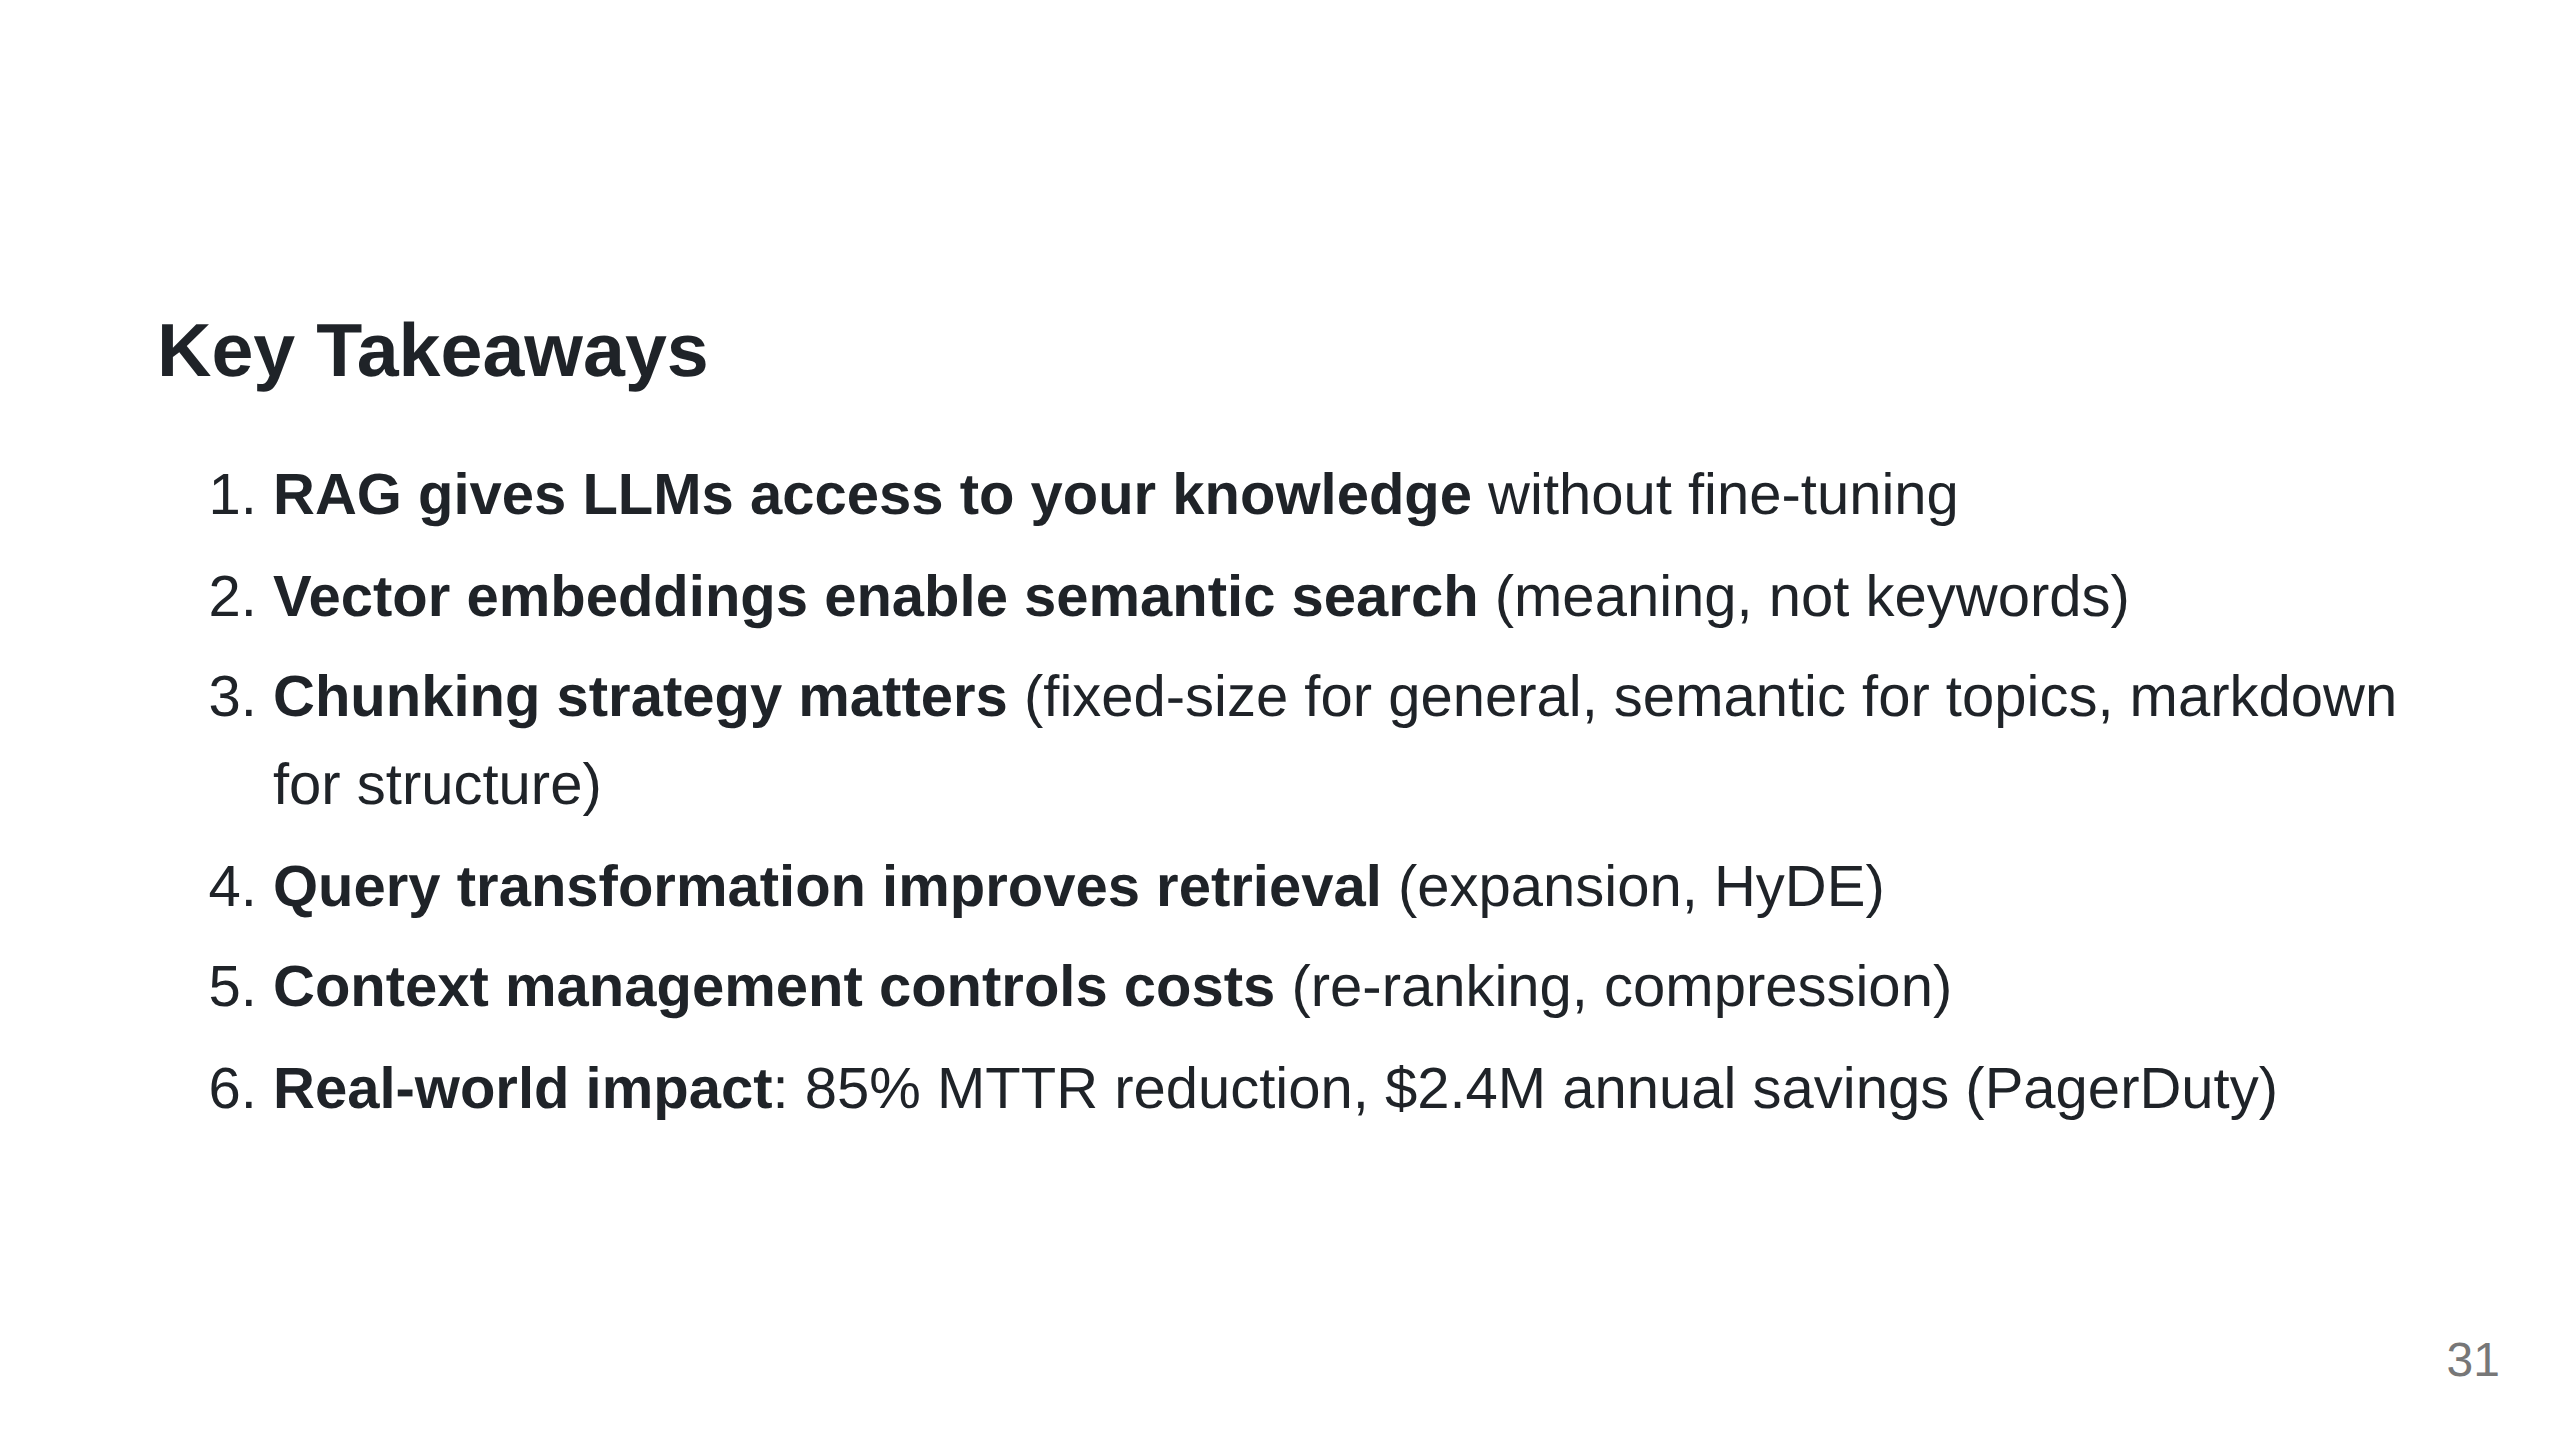 Key Takeaways
1. RAG gives LLMs access to your knowledge without fine-tuning
2. Vector embeddings enable semantic search (meaning, not keywords)
3. Chunking strategy matters (fixed-size for general, semantic for topics, markdown
for structure)
4. Query transformation improves retrieval (expansion, HyDE)
5. Context management controls costs (re-ranking, compression)
6. Real-world impact: 85% MTTR reduction, $2.4M annual savings (PagerDuty)
31